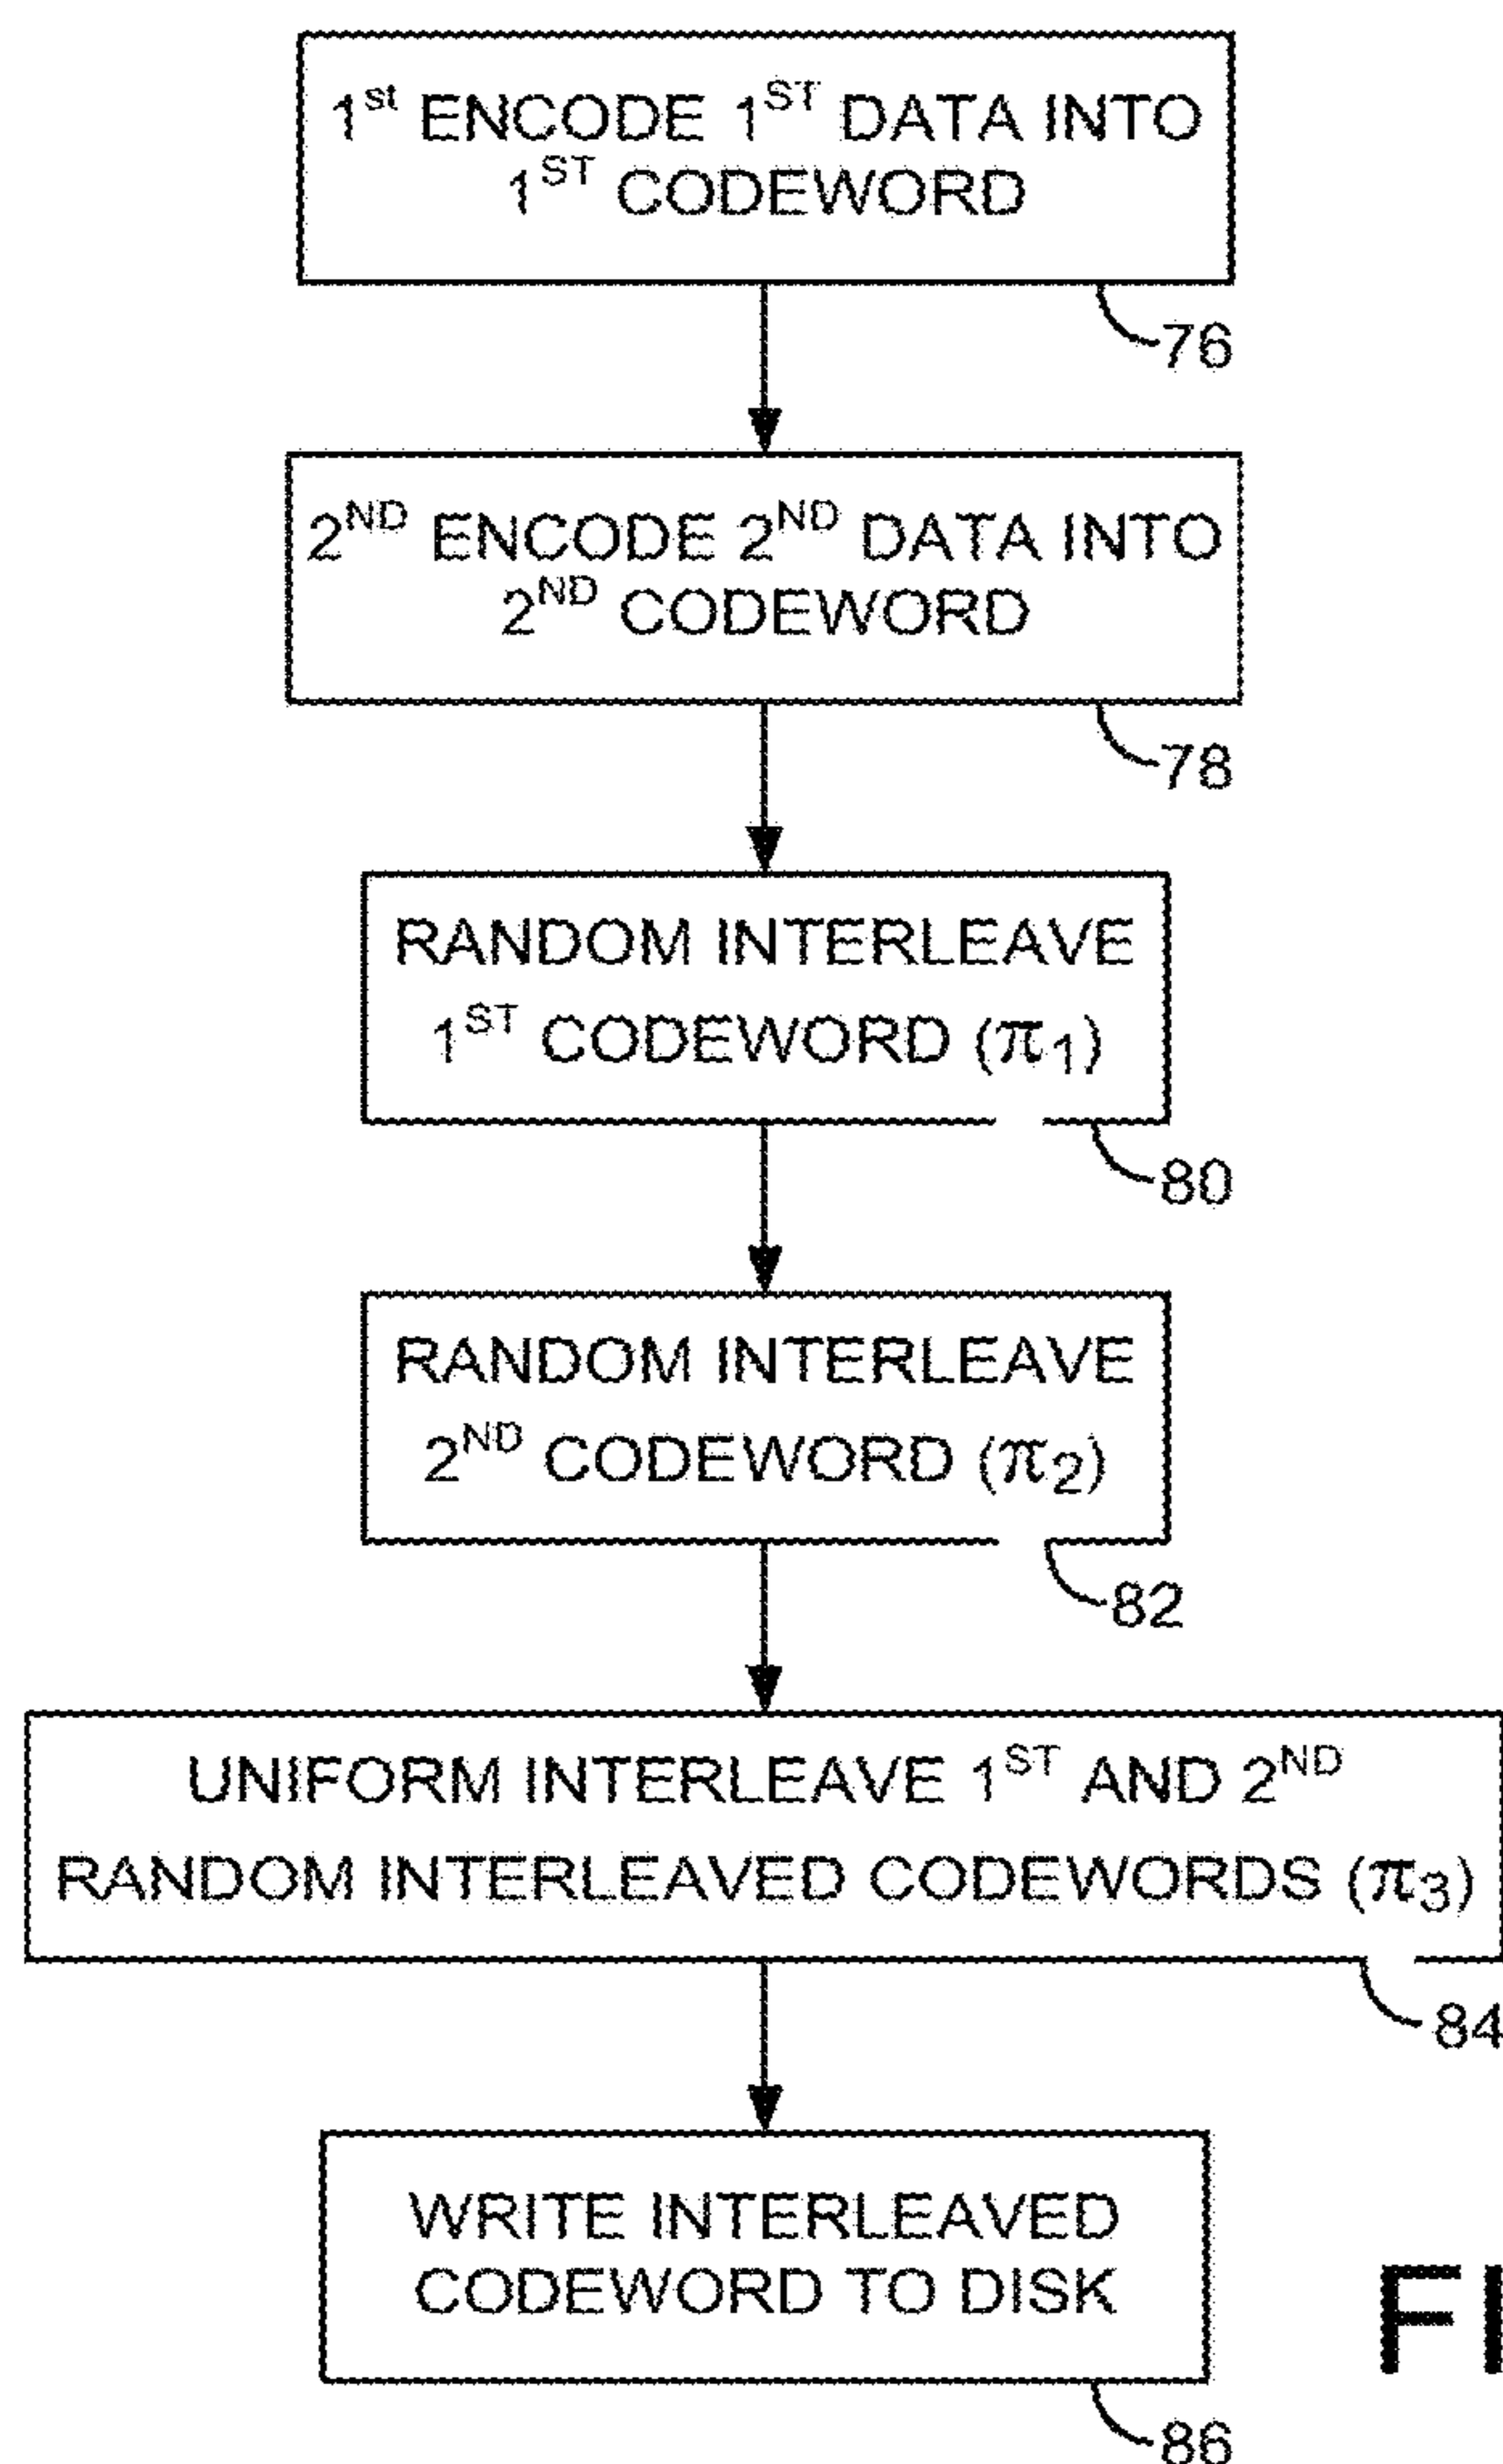 1st ENCODE 1ST DATA INTO
1ST CODEWORD
76
2ND ENCODE 2ND DATA INTO
2ND CODEWORD
78
RANDOM INTERLEAVE
1ST CODEWORD (π1)
80
RANDOM INTERLEAVE
2ND CODEWORD (π2)
82
UNIFORM INTERLEAVE 1ST AND 2ND
RANDOM INTERLEAVED CODEWORDS (π3)
84
WRITE INTERLEAVED
CODEWORD TO DISK
86